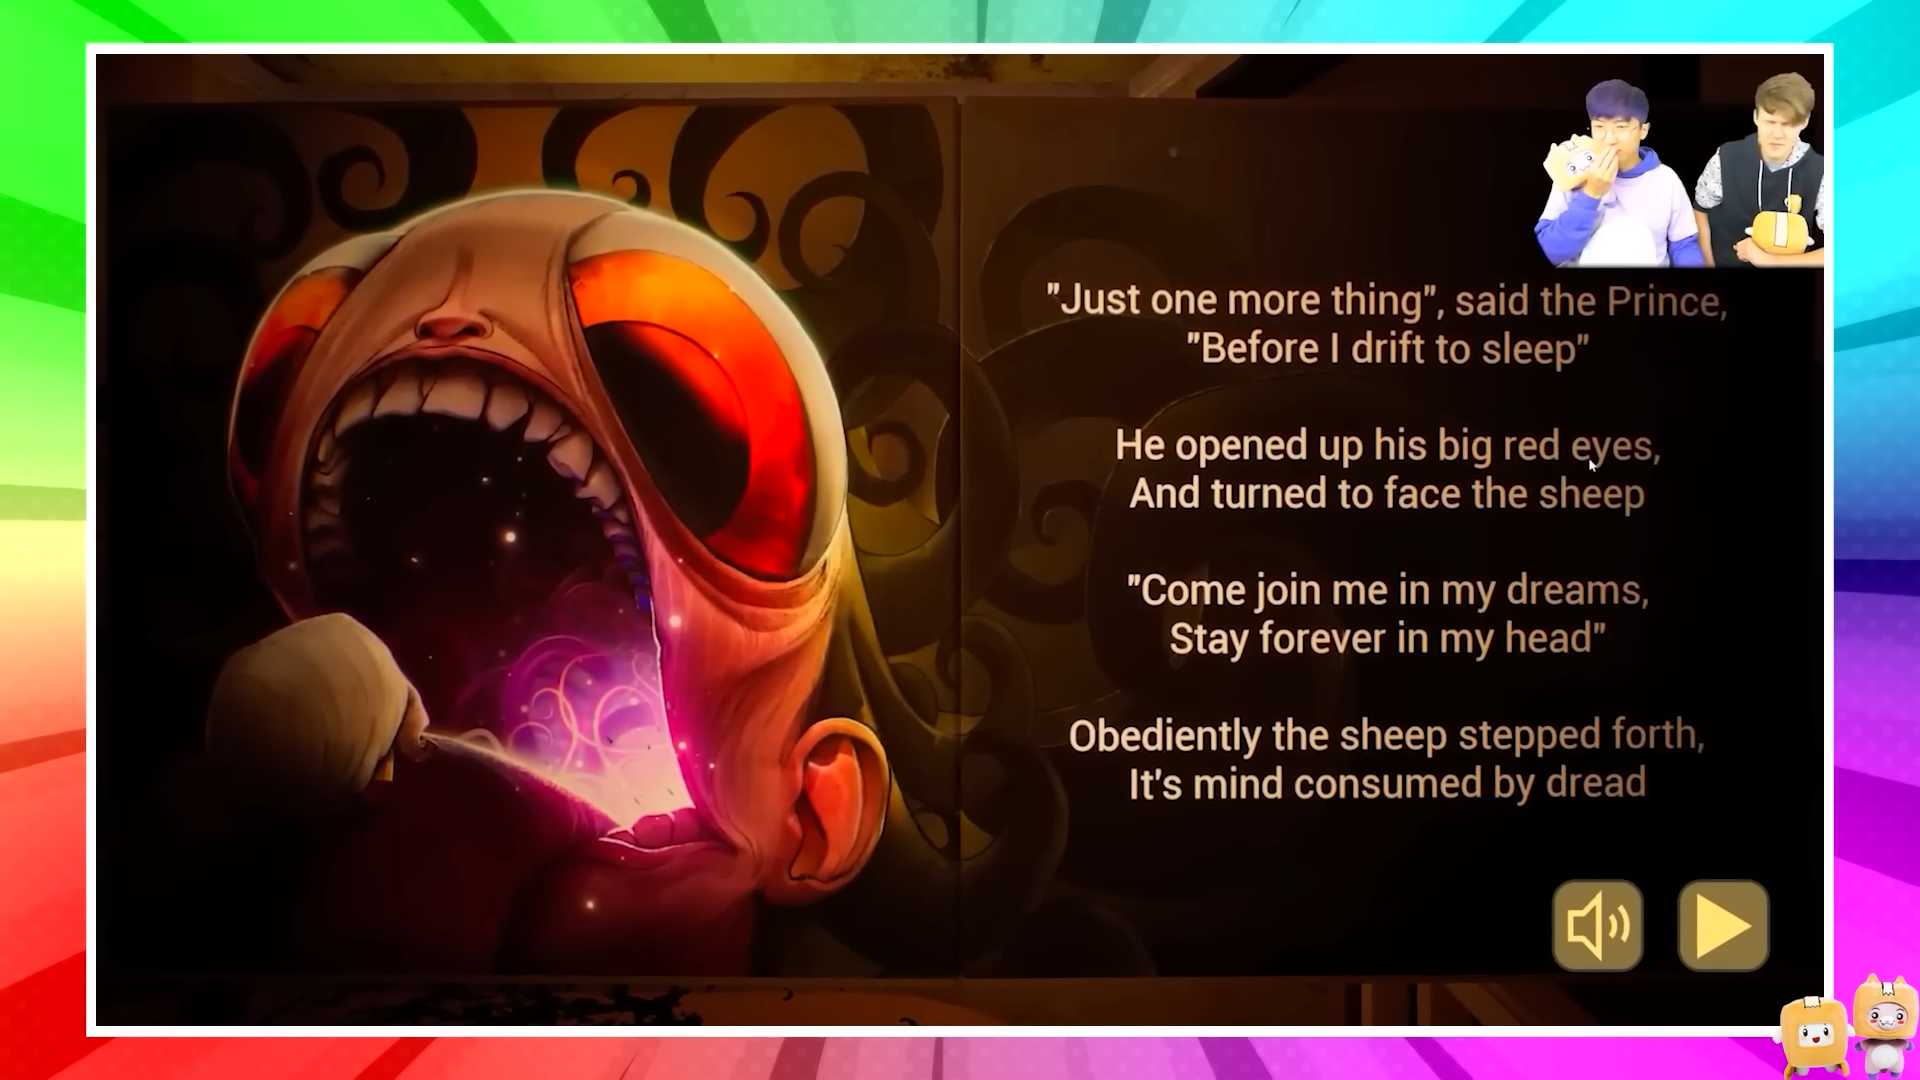 "Just one more thing", said the Prince,
"Before I drift to sleep"
He opened up his big red eyes,
And turned to face the sheep
"Come join me in my dreams,
Stay forever in my head"
Obediently the sheep stepped forth,
It's mind consumed by dread